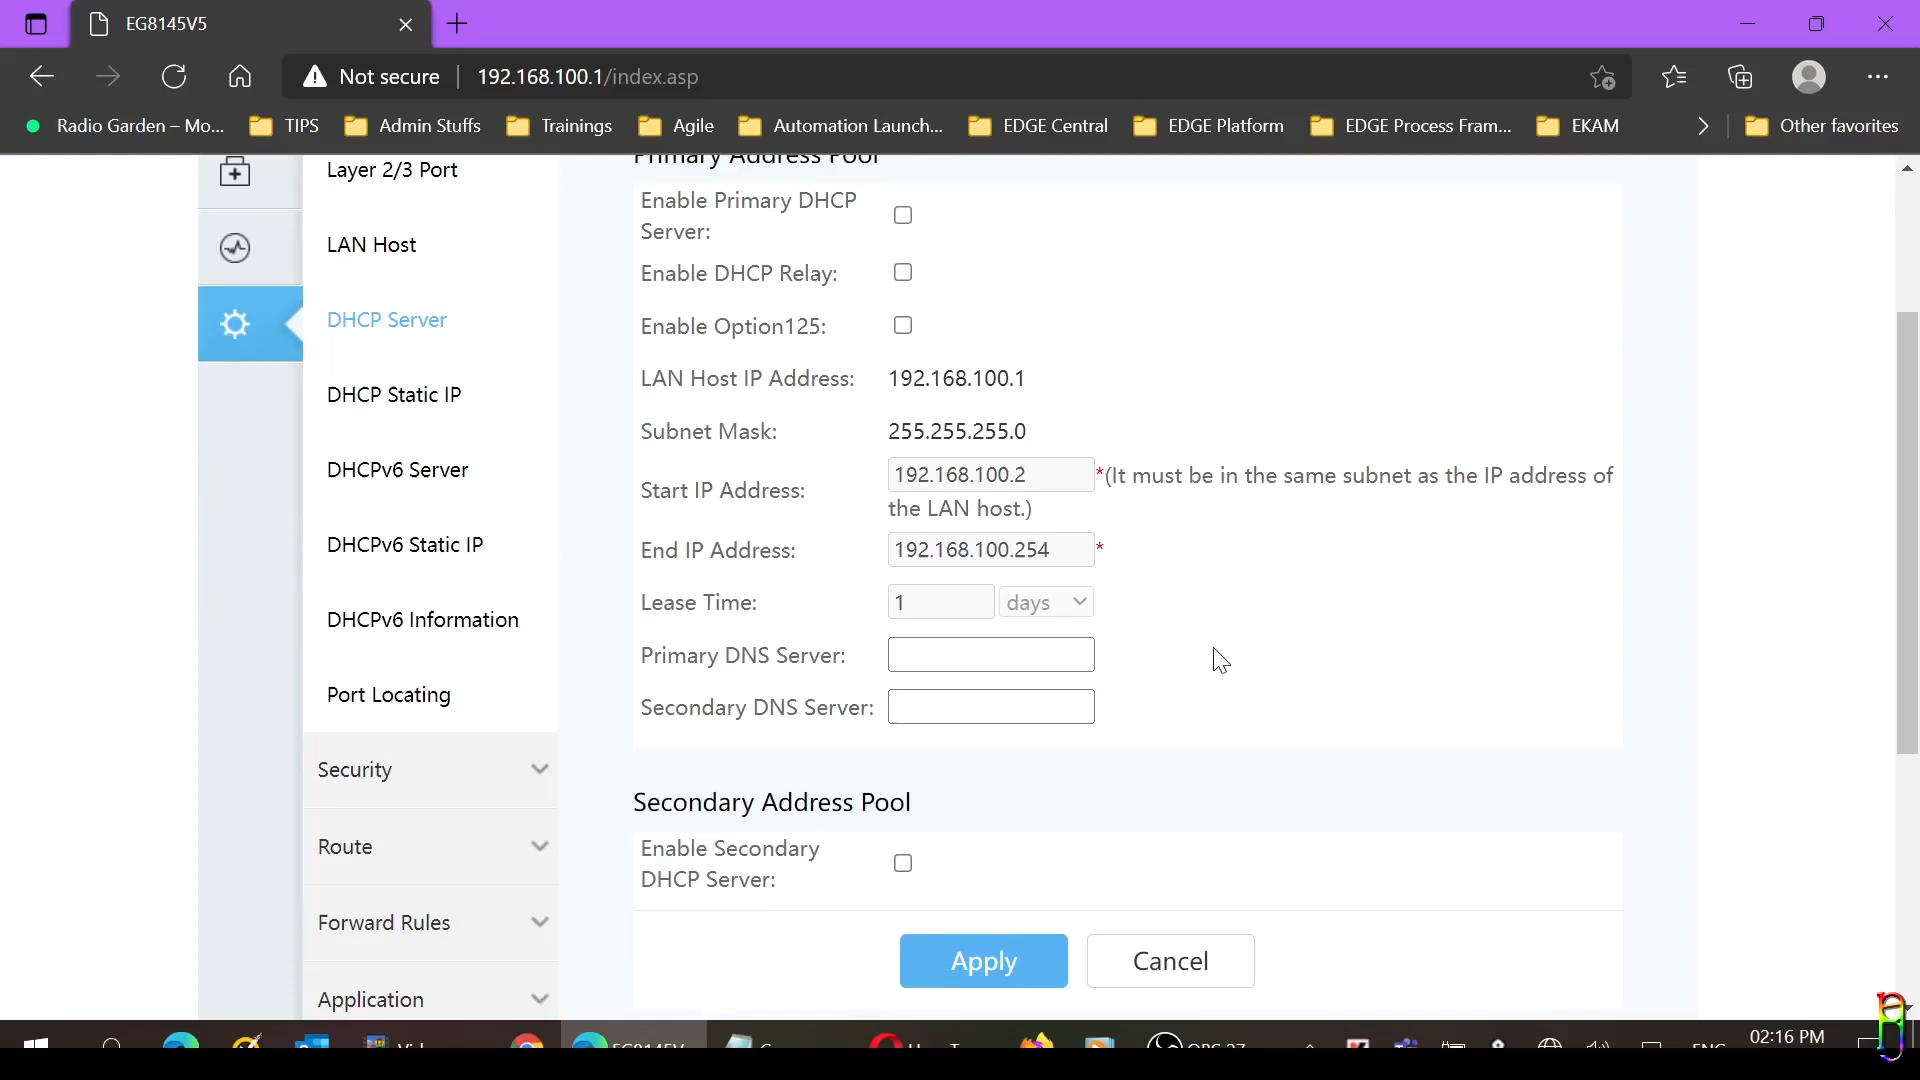 EG8145V5
Not secure
192.168.100.1/index.asp
Radio Garden – Mo...
TIPS
Admin Stuffs
Trainings
Agile
Automation Launch...
EDGE Central
EDGE Platform
EDGE Process Fram...
EKAM
Other favorites
Layer 2/3 Port
LAN Host
DHCP Server
DHCP Static IP
DHCPv6 Server
DHCPv6 Static IP
DHCPv6 Information
Port Locating
Security
Route
Forward Rules
Application
Primary Address Pool
Enable Primary DHCP
Server:
Enable DHCP Relay:
Enable Option125:
LAN Host IP Address: 192.168.100.1
Subnet Mask: 255.255.255.0
Start IP Address: 192.168.100.2 *(It must be in the same subnet as the IP address of
the LAN host.)
End IP Address: 192.168.100.254 *
Lease Time: 1 days
Primary DNS Server:
Secondary DNS Server:
Secondary Address Pool
Enable Secondary
DHCP Server:
Apply
Cancel
02:16 PM